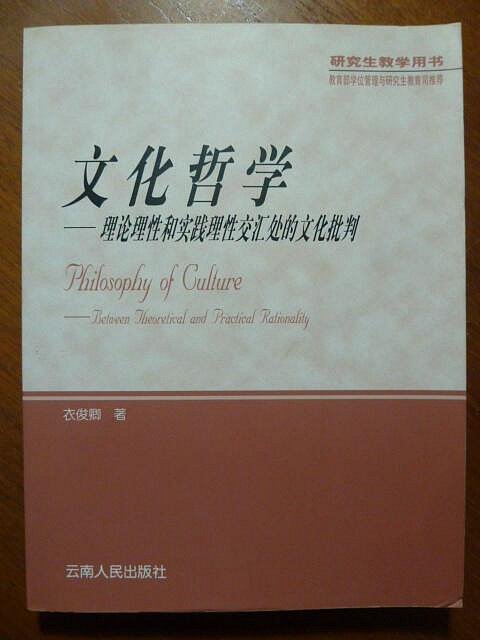 研究生教学用书
教育部学位管理与研究生教育司推荐
文化哲学
——理论理性和实践理性交汇处的文化批判
Philosophy of Culture
——Between Theoretical and Practical Rationality
衣俊卿 著
云南人民出版社